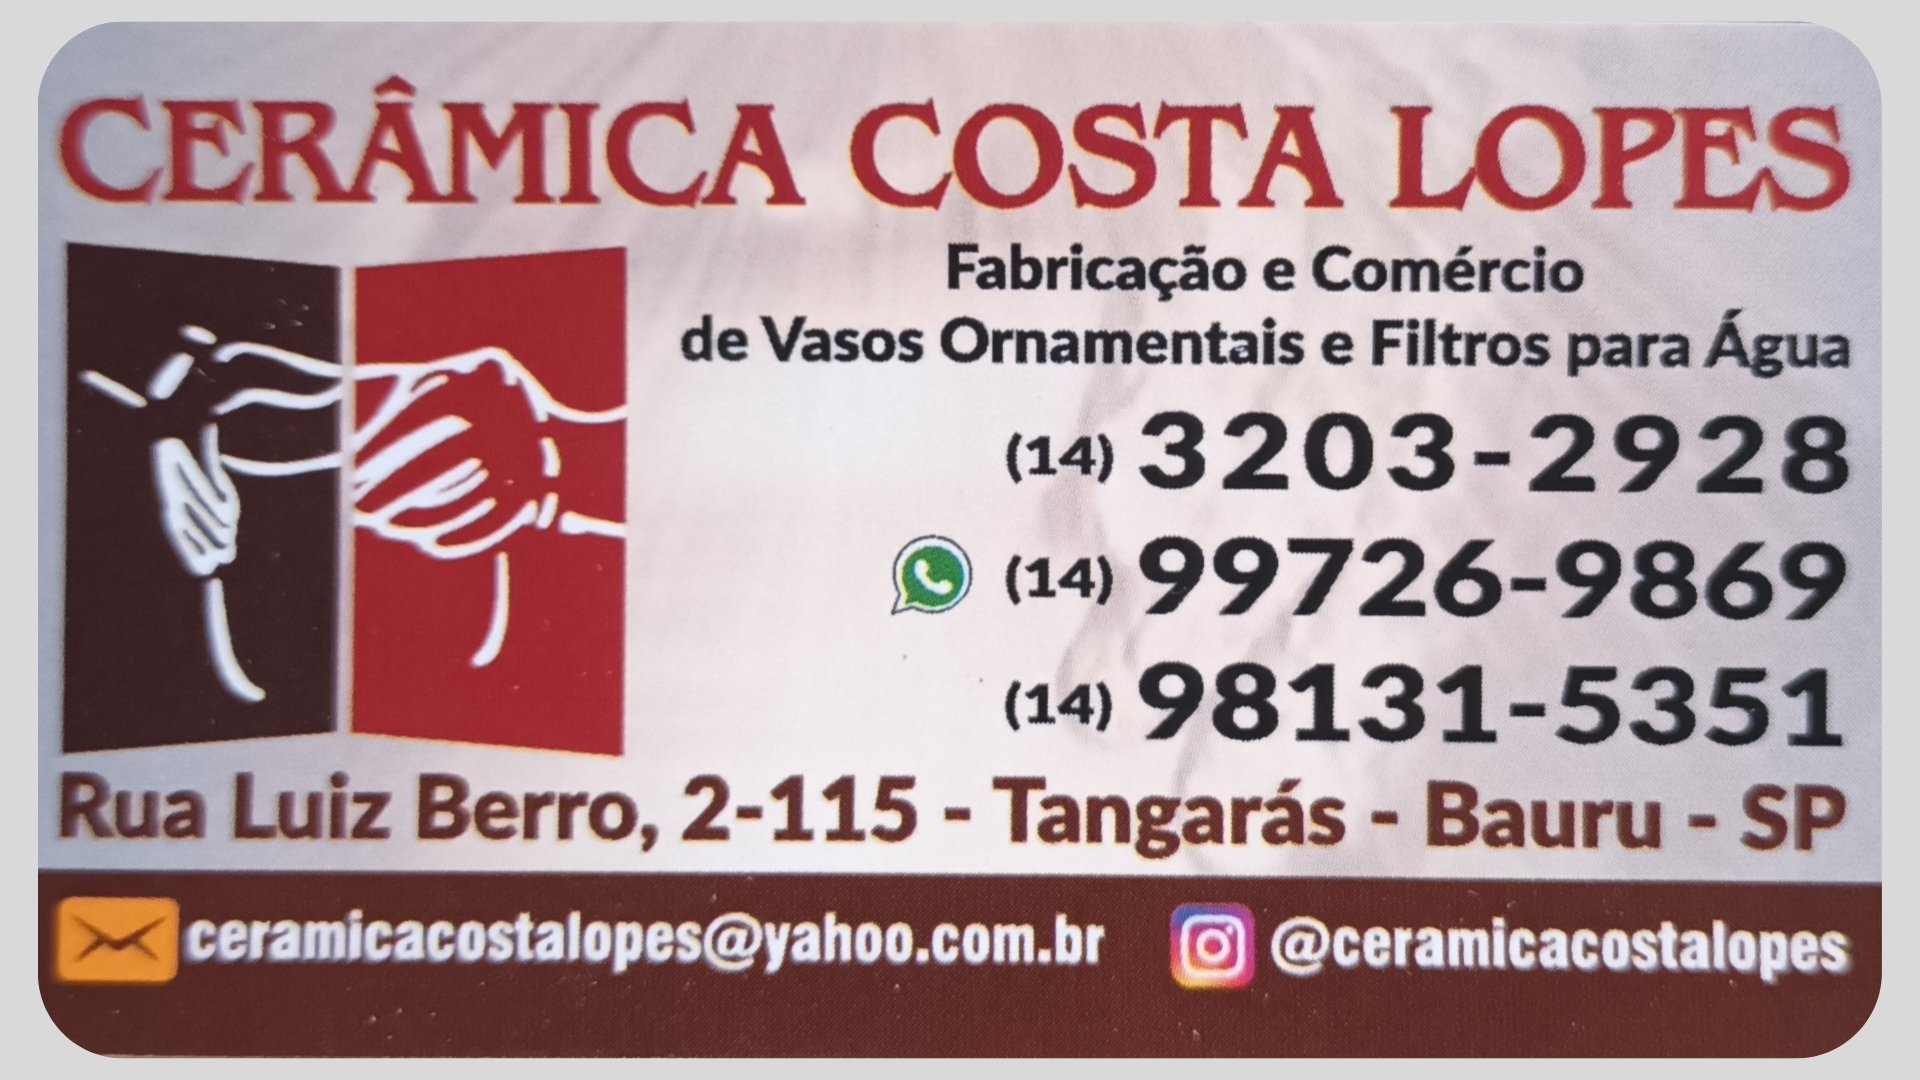 CERÂMICA COSTA LOPES
Fabricação e Comércio
de Vasos Ornamentais e Filtros para Água
(14) 3203-2928
(14) 99726-9869
(14) 98131-5351
Rua Luiz Berro, 2-115 - Tangarás - Bauru - SP
ceramicacostalopes@yahoo.com.br @ceramicacostalopes